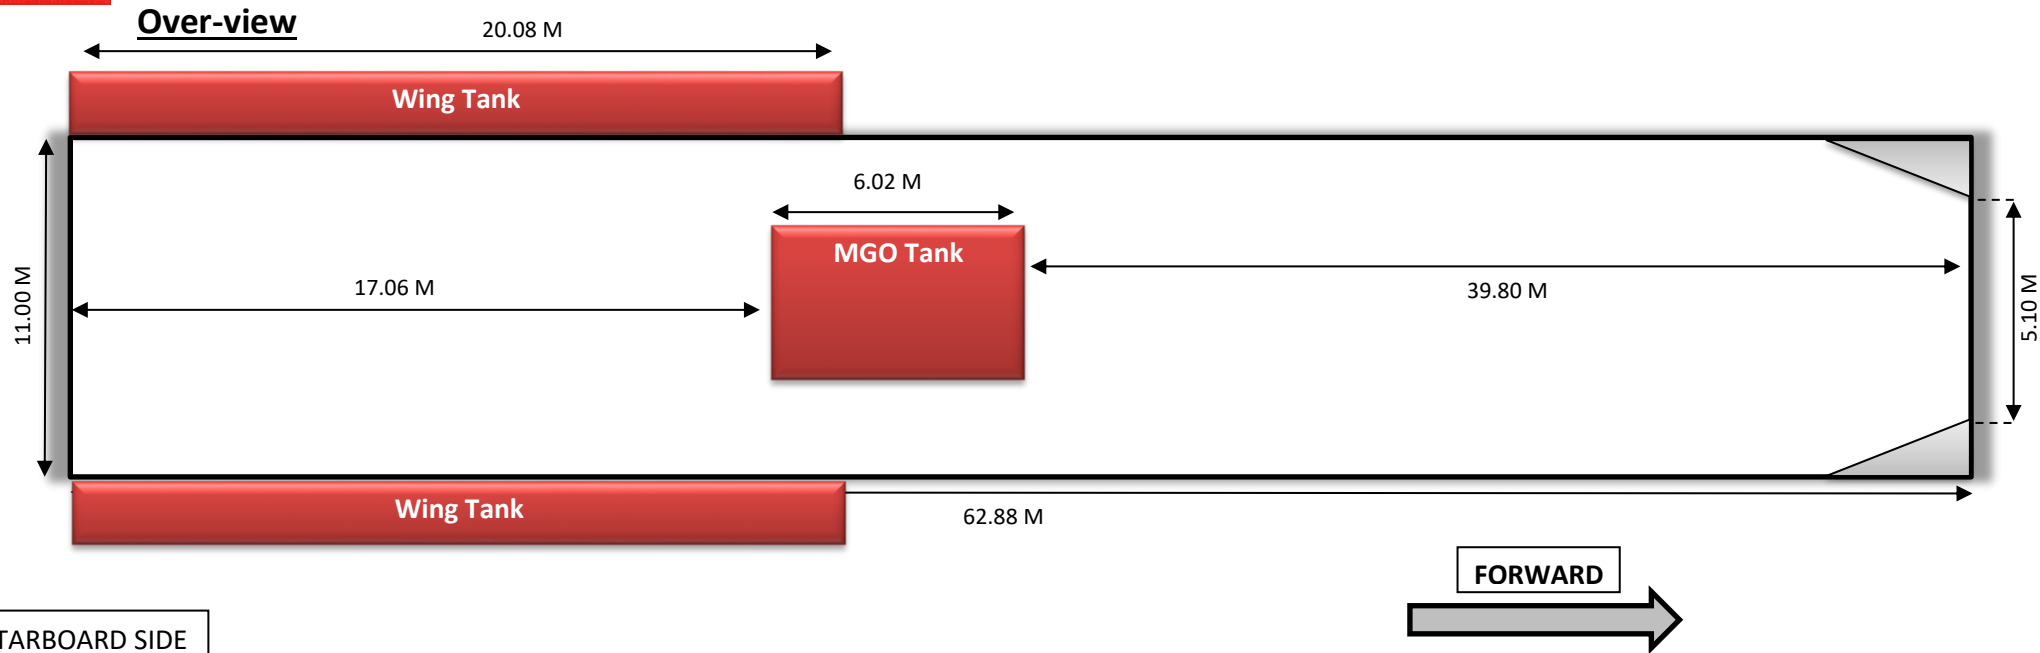 Over-view
20.08 M
Wing Tank
6.02 M
MGO Tank
17.06 M
39.80 M
11.00 M
5.10 M
Wing Tank
62.88 M
FORWARD
TARBOARD SIDE